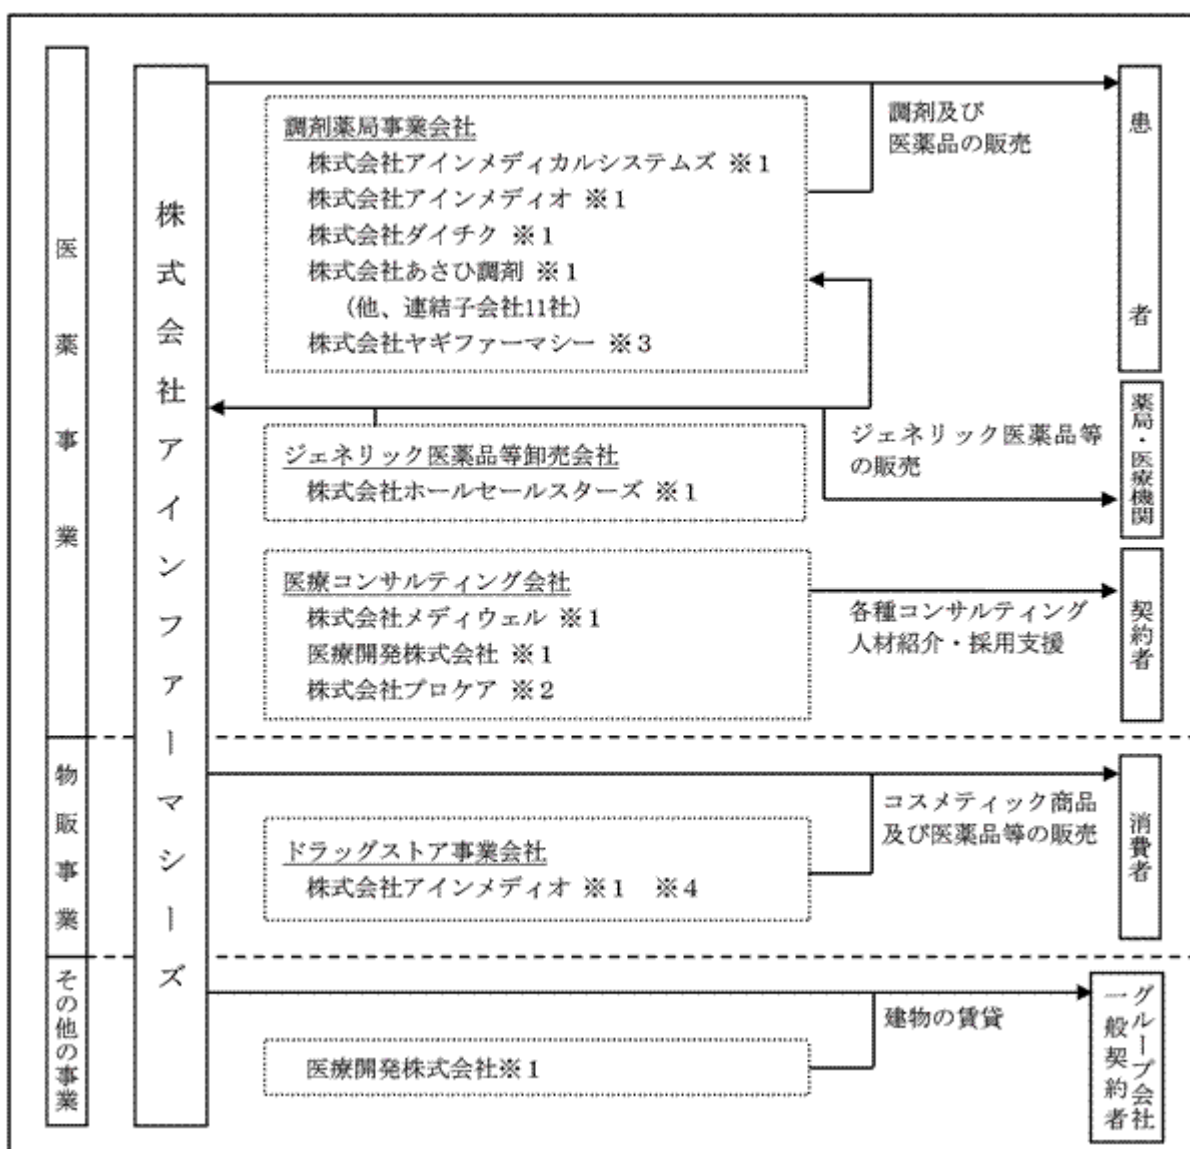 医薬事業
株式会社アインファーマシーズ
調剤薬局事業会社
株式会社アインメディカルシステムズ ※1
株式会社アインメディオ ※1
株式会社ダイチク ※1
株式会社あさひ調剤 ※1
(他、連結子会社11社)
株式会社ヤギファーマシー ※3
調剤及び
医薬品の販売
患者
ジェネリック医薬品等卸売会社
株式会社ホールセールスターズ ※1
ジェネリック医薬品等
の販売
薬局・医療機関
医療コンサルティング会社
株式会社メディウェル ※1
医療開発株式会社 ※1
株式会社プロケア ※2
各種コンサルティング
人材紹介・採用支援
契約者
物販事業
ドラッグストア事業会社
株式会社アインメディオ ※1 ※4
コスメティック商品
及び医薬品等の販売
消費者
その他の事業
医療開発株式会社※1
建物の賃貸
グループ会社
一般契約者